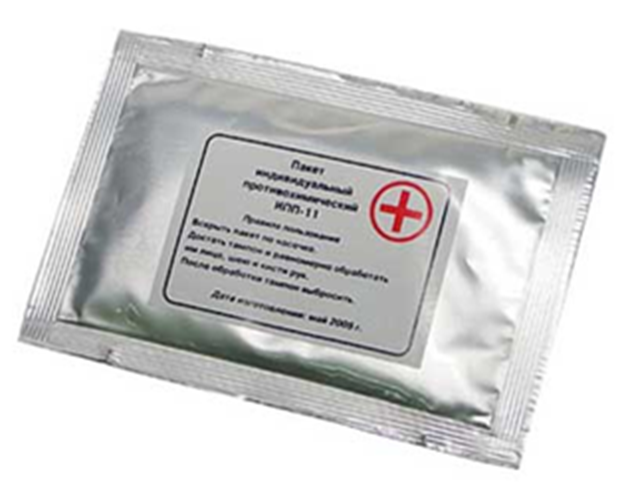 Пакет
индивидуальный
противохимический
ИПП-11
Правила пользования
Вскрыть пакет по насечке.
Достать тампон и равномерно обработать
им лицо, шею и кисти рук.
После обработки тампон выбросить.
Дата изготовления: май 2009 г.